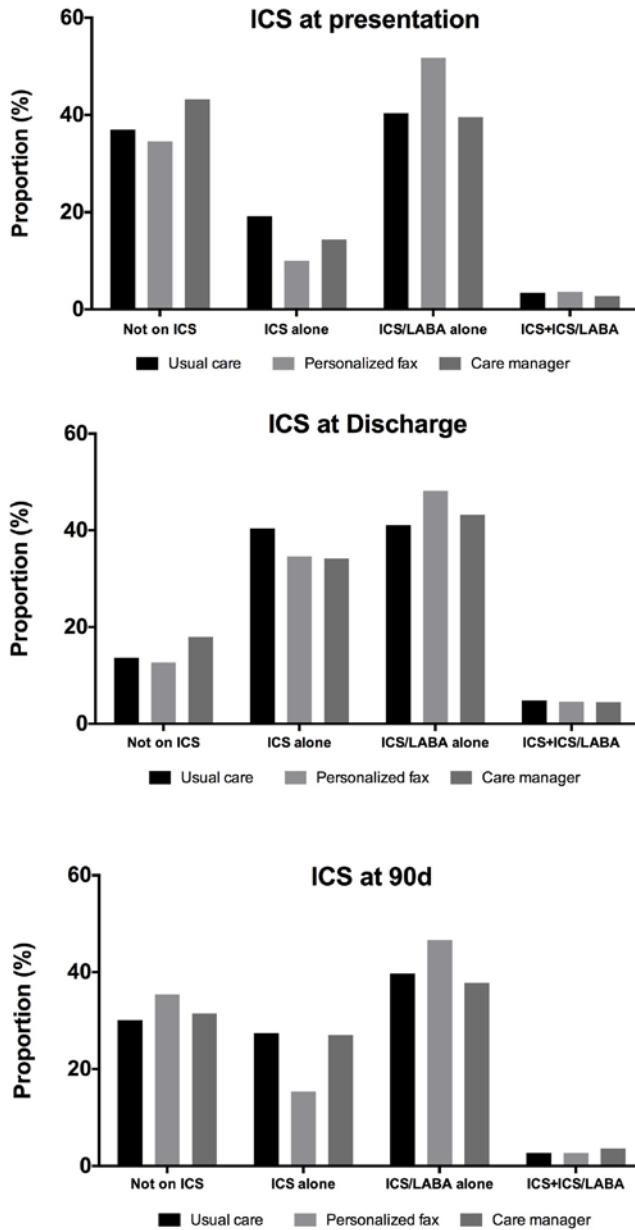 ICS at presentation
Proportion (%)
60
40
20
0
Not on ICS ICS alone ICS/LABA alone ICS+ICS/LABA
Usual care Personalized fax Care manager
ICS at Discharge
Proportion (%)
60
40
20
0
Not on ICS ICS alone ICS/LABA alone ICS+ICS/LABA
Usual care Personalized fax Care manager
ICS at 90d
Proportion (%)
60
40
20
0
Not on ICS ICS alone ICS/LABA alone ICS+ICS/LABA
Usual care Personalized fax Care manager